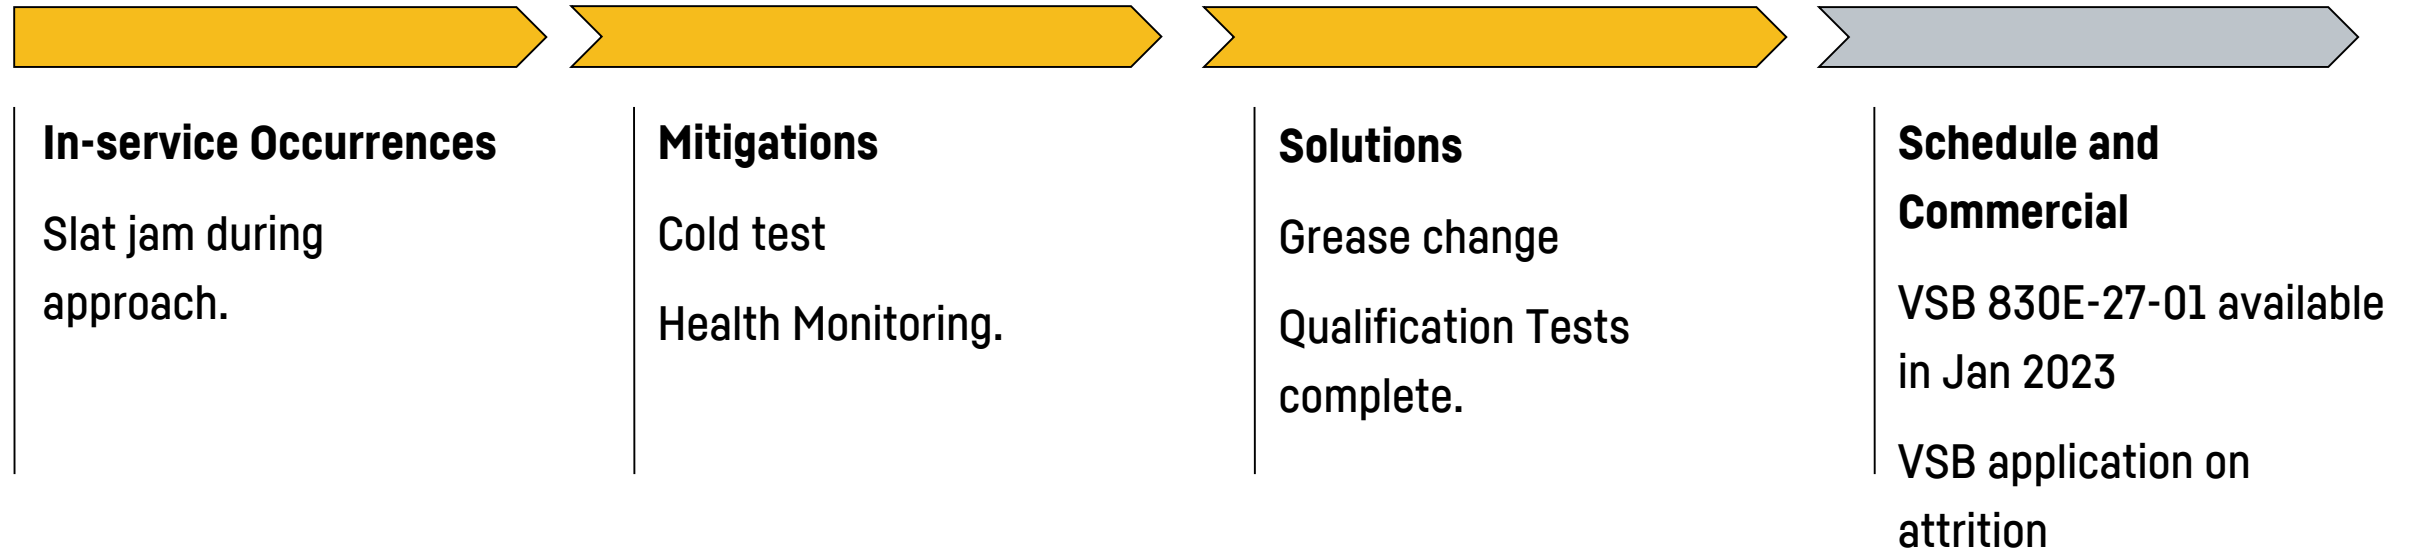 In-service Occurrences
Slat jam during
approach.
Mitigations
Cold test
Health Monitoring.
Solutions
Grease change
Qualification Tests
complete.
Schedule and
Commercial
VSB 830E-27-01 available
in Jan 2023
VSB application on
attrition